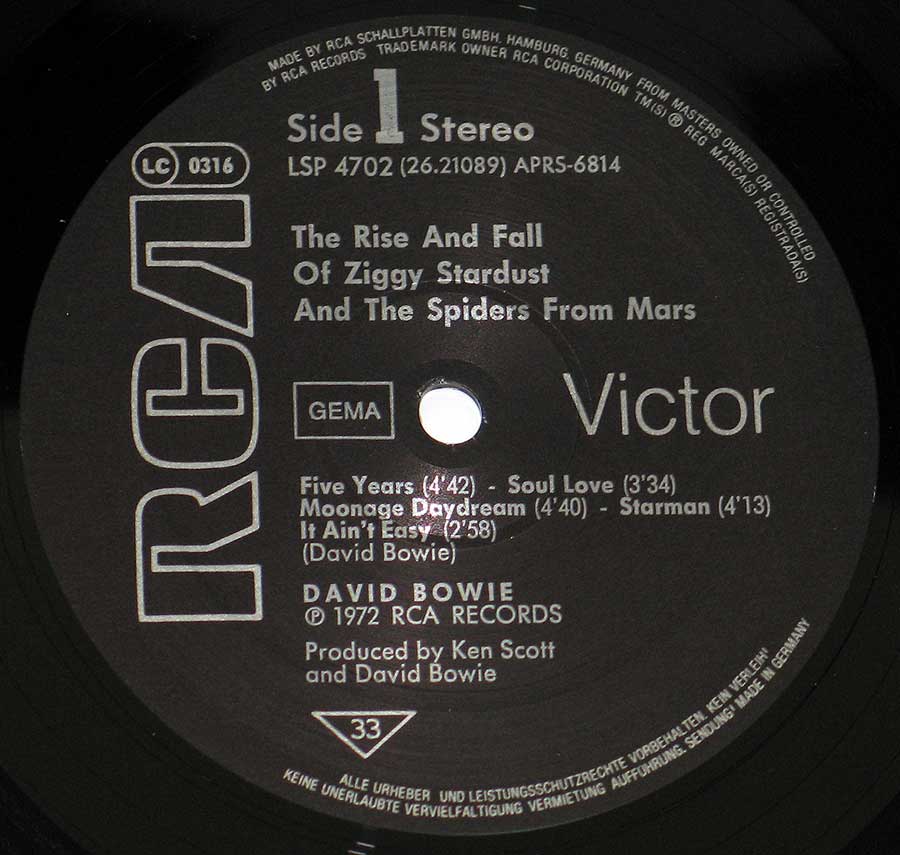 MADE BY RCA SCHALLPLATTEN GMBH. HAMBURG. GERMANY FROM MASTERS OWNED OR CONTROLLED
BY RCA RECORDS TRADEMARK OWNER RCA CORPORATION TM(S) ® REG MARCA(S) REGISTRADA(S)
Side 1 Stereo
LC 0316
LSP 4702 (26.21089) APRS-6814
RCA
The Rise And Fall
Of Ziggy Stardust
And The Spiders From Mars
GEMA
Victor
Five Years (4'42) - Soul Love (3'34)
Moonage Daydream (4'40) - Starman (4'13)
It Ain't Easy (2'58)
(David Bowie)
DAVID BOWIE
℗ 1972 RCA RECORDS
Produced by Ken Scott
and David Bowie
33
ALLE URHEBER UND LEISTUNGSSCHUTZRECHTE VORBEHALTEN. KEIN VERLEIH!
KEINE UNERLAUBTE VERVIELFALTIGUNG VERMIETUNG AUFFÜHRUNG. SENDUNG! MADE IN GERMANY